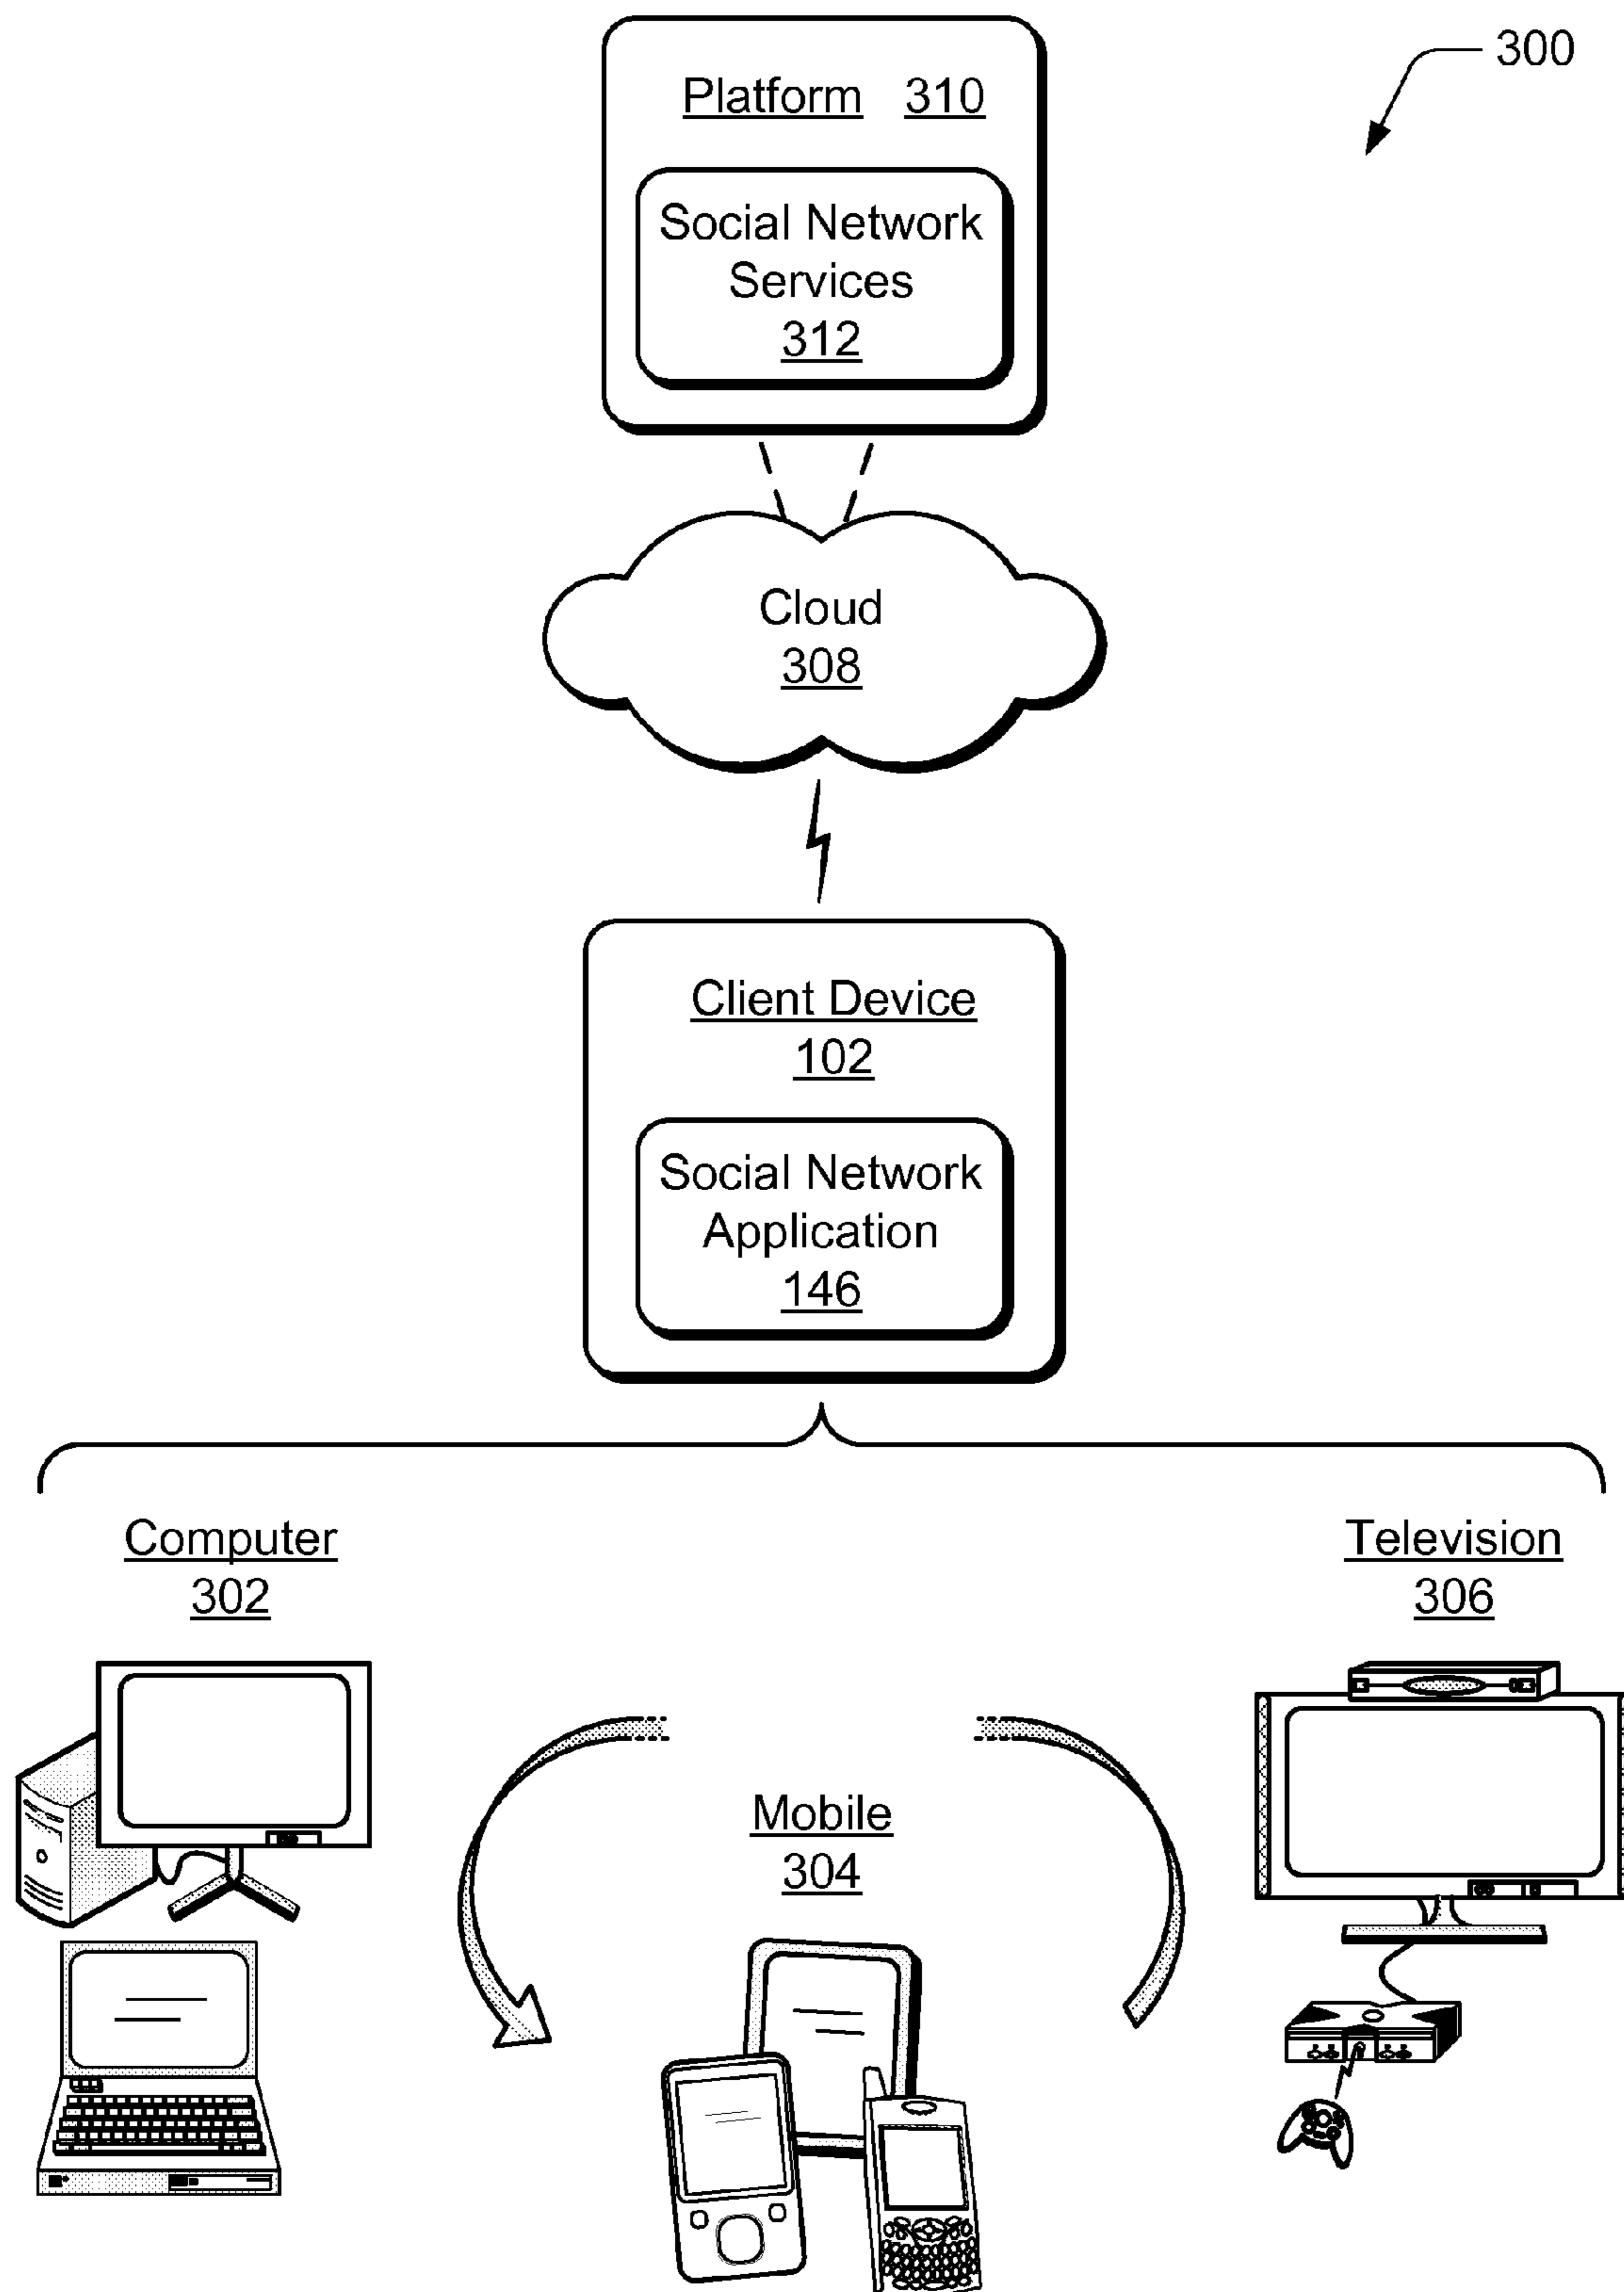 300
Platform 310
Social Network
Services
312
Cloud
308
Client Device
102
Social Network
Application
146
Computer
302
Television
306
Mobile
304